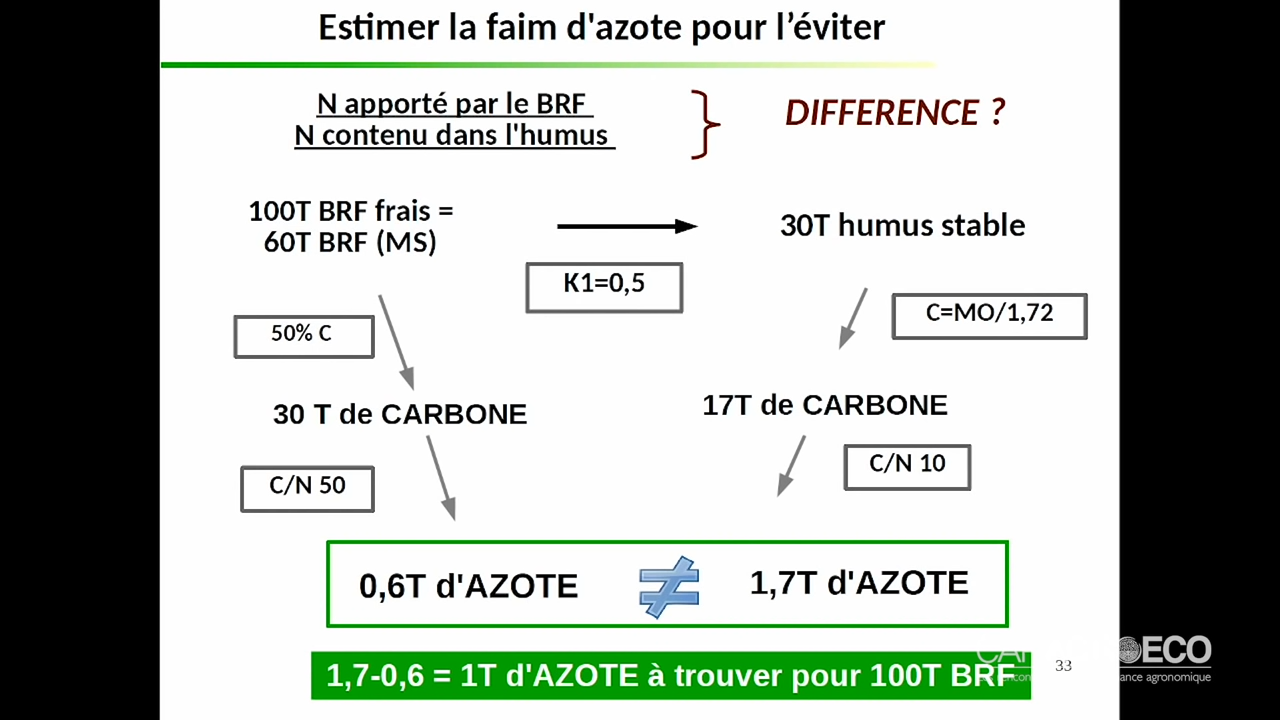 Estimer la faim d'azote pour l’éviter
N apporté par le BRF
N contenu dans l'humus
DIFFERENCE ?
100T BRF frais =
60T BRF (MS)
30T humus stable
K1=0,5
50% C
C=MO/1,72
30 T de CARBONE
17T de CARBONE
C/N 50
C/N 10
0,6T d'AZOTE
≠
1,7T d'AZOTE
1,7-0,6 = 1T d'AZOTE à trouver pour 100T BRF
33
ECO
agronomique